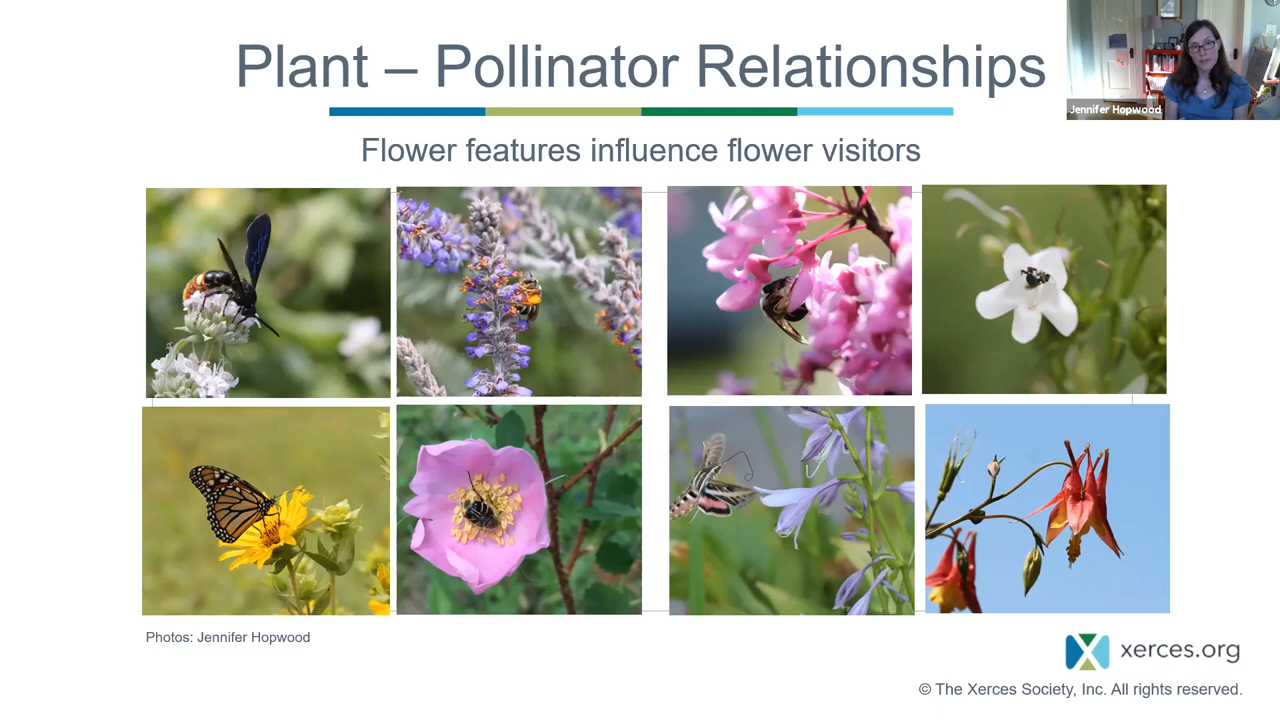 Plant – Pollinator Relationships
Jennifer Hopwood
Flower features influence flower visitors
Photos: Jennifer Hopwood
xerces.org
© The Xerces Society, Inc. All rights reserved.